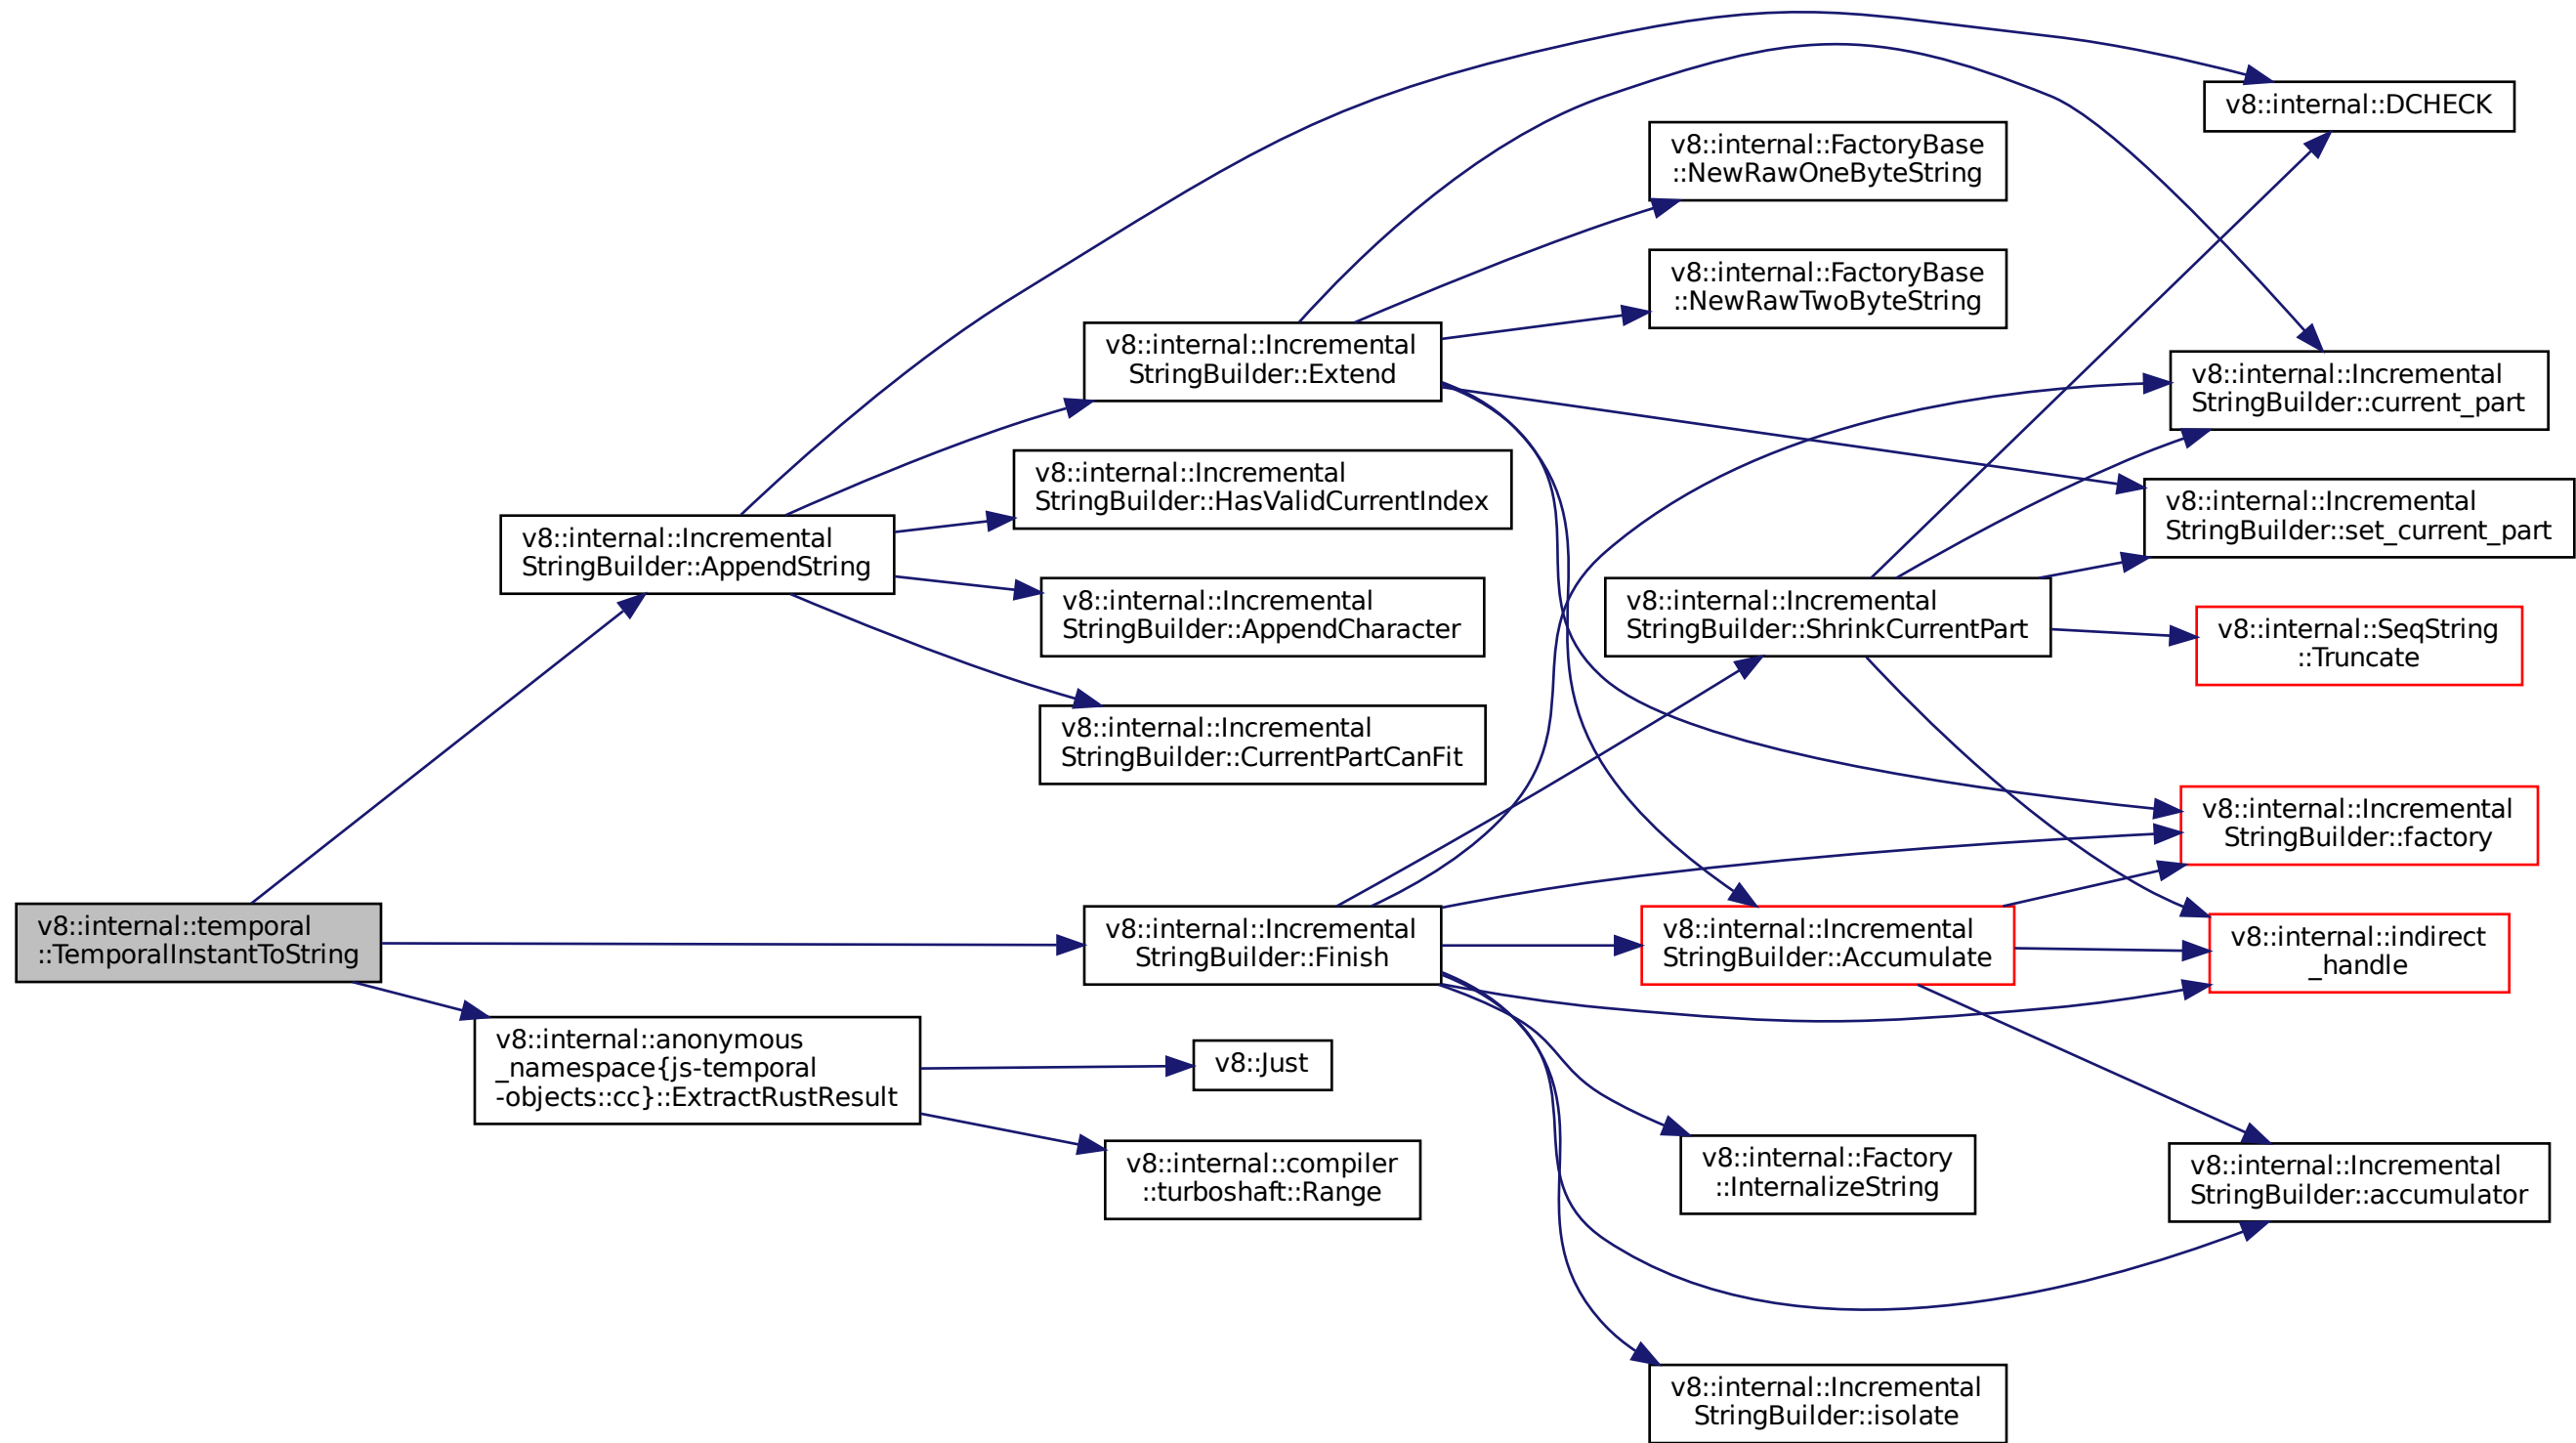 v8::internal::temporal
::TemporalInstantToString
v8::internal::Incremental
StringBuilder::AppendString
v8::internal::anonymous
_namespace{js-temporal
-objects::cc}::ExtractRustResult
v8::internal::Incremental
StringBuilder::Extend
v8::internal::Incremental
StringBuilder::HasValidCurrentIndex
v8::internal::Incremental
StringBuilder::AppendCharacter
v8::internal::Incremental
StringBuilder::CurrentPartCanFit
v8::internal::Incremental
StringBuilder::Finish
v8::Just
v8::internal::compiler
::turboshaft::Range
v8::internal::FactoryBase
::NewRawOneByteString
v8::internal::FactoryBase
::NewRawTwoByteString
v8::internal::Incremental
StringBuilder::ShrinkCurrentPart
v8::internal::Incremental
StringBuilder::Accumulate
v8::internal::Factory
::InternalizeString
v8::internal::Incremental
StringBuilder::isolate
v8::internal::DCHECK
v8::internal::Incremental
StringBuilder::current_part
v8::internal::Incremental
StringBuilder::set_current_part
v8::internal::SeqString
::Truncate
v8::internal::Incremental
StringBuilder::factory
v8::internal::indirect
_handle
v8::internal::Incremental
StringBuilder::accumulator